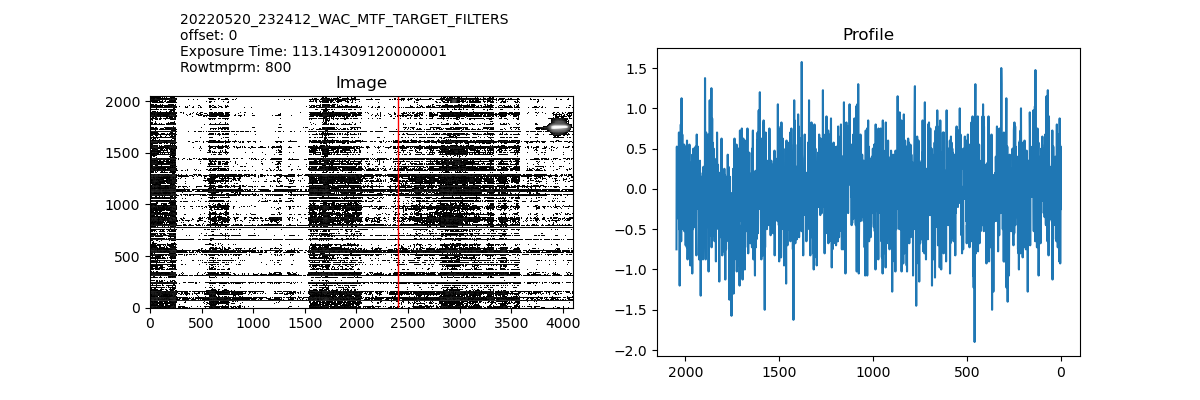 20220520_232412_WAC_MTF_TARGET_FILTERS
offset: 0
Exposure Time: 113.14309120000001
Rowtmprm: 800
Image
2000
1500
1000
500
0
0 500 1000 1500 2000 2500 3000 3500 4000
Profile
1.5
1.0
0.5
0.0
−0.5
−1.0
−1.5
−2.0
2000 1500 1000 500 0